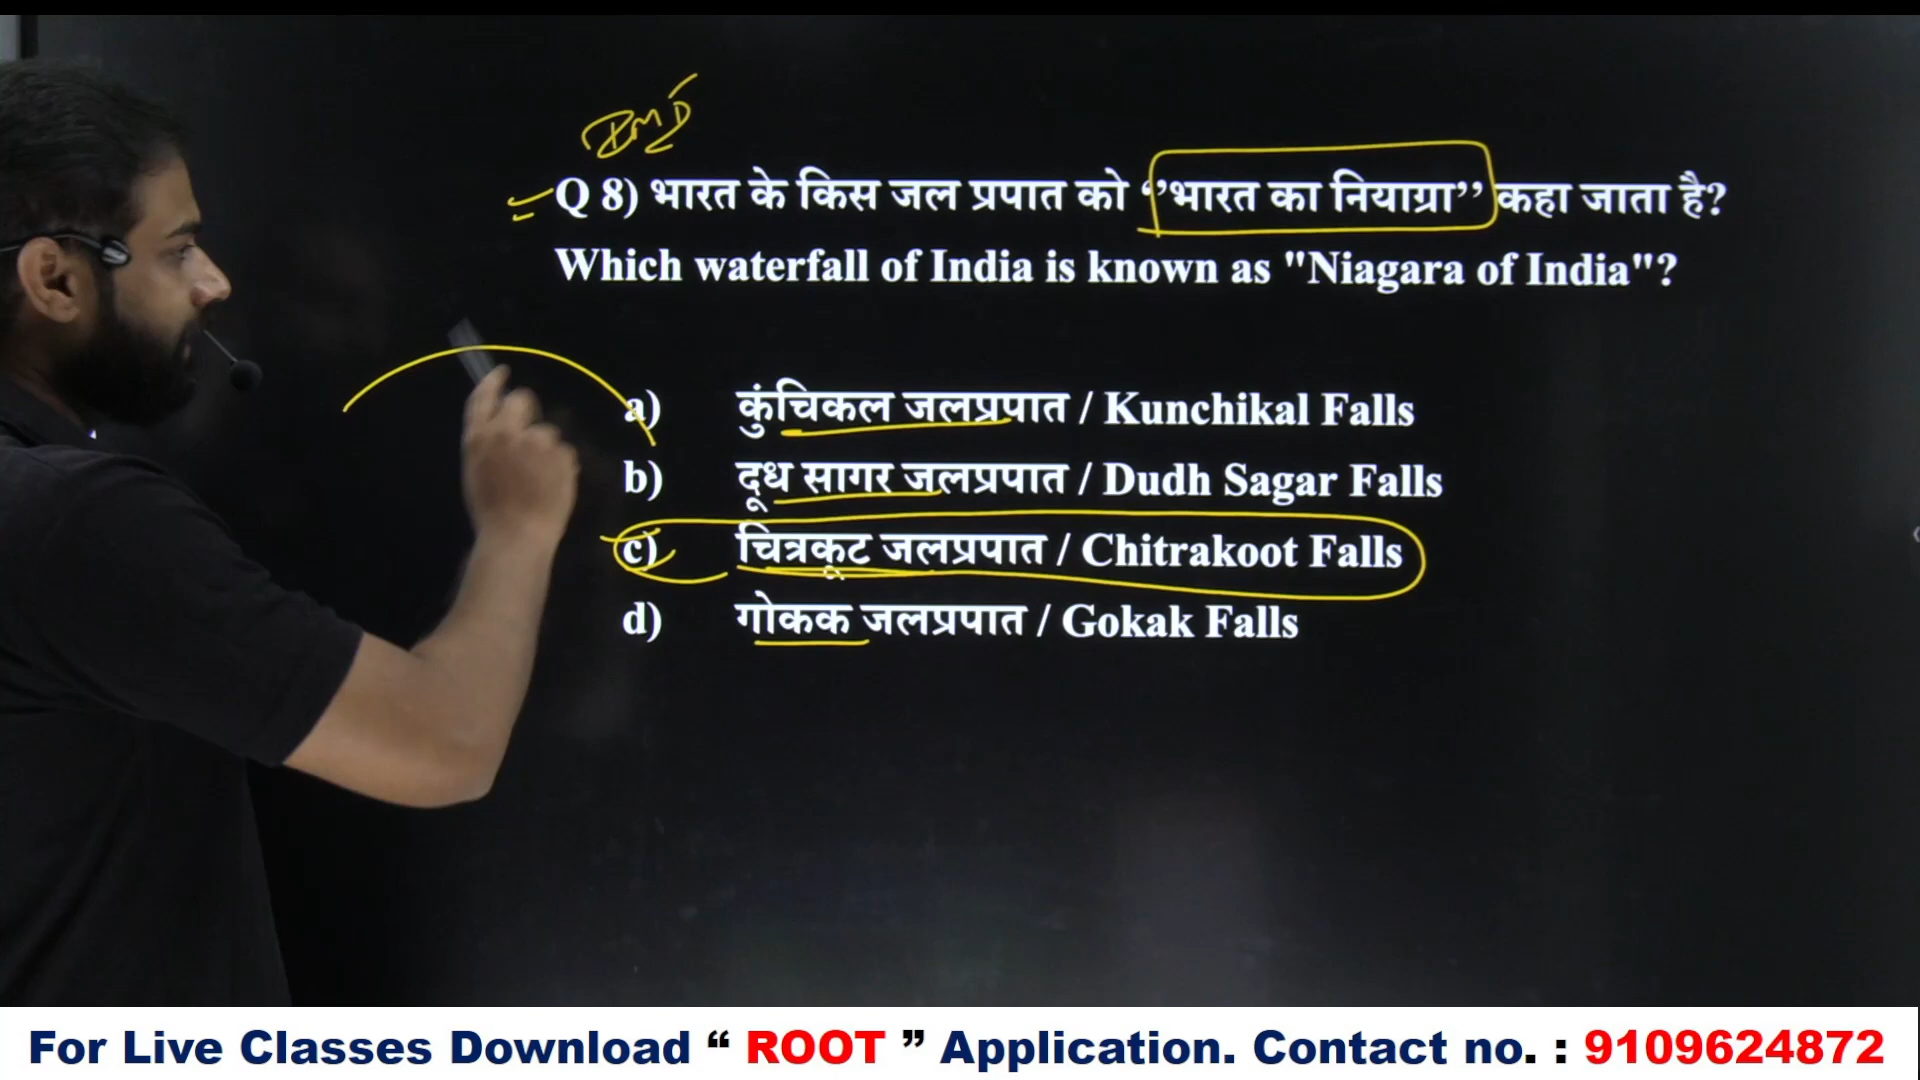 IMD
Q 8) भारत के किस जल प्रपात को ‘’भारत का नियाग्रा’’ कहा जाता है?
Which waterfall of India is known as "Niagara of India"?
a) कुंचिकल जलप्रपात / Kunchikal Falls
b) दूध सागर जलप्रपात / Dudh Sagar Falls
c) चित्रकूट जलप्रपात / Chitrakoot Falls
d) गोकक जलप्रपात / Gokak Falls
For Live Classes Download “ ROOT ” Application. Contact no. : 9109624872